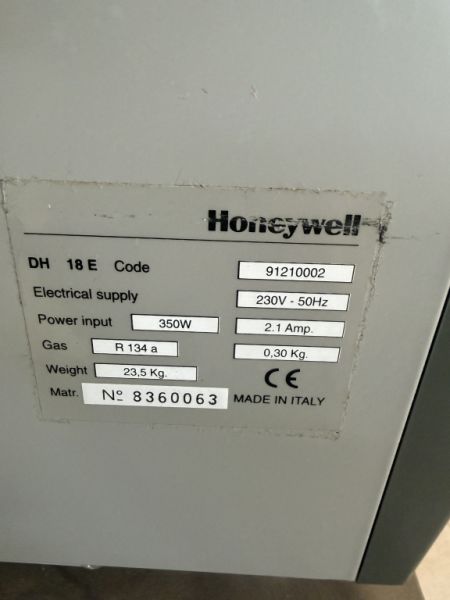 Honeywell
DH 18 E Code 91210002
Electrical supply 230V - 50Hz
Power input 350W 2.1 Amp.
Gas R 134 a 0,30 Kg.
Weight 23,5 Kg. CE
Matr. Nº 8360063 MADE IN ITALY